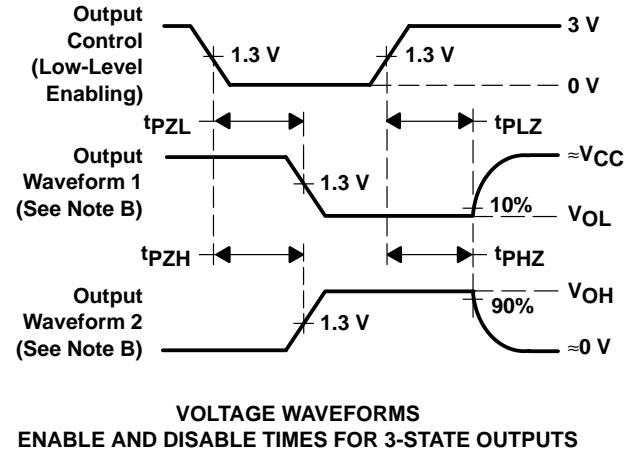 Output
Control
(Low-Level
Enabling)
1.3 V
1.3 V
3 V
0 V
tPZL
tPLZ
Output
Waveform 1
(See Note B)
1.3 V
10%
≈VCC
VOL
tPZH
tPHZ
Output
Waveform 2
(See Note B)
1.3 V
90%
VOH
≈0 V
VOLTAGE WAVEFORMS
ENABLE AND DISABLE TIMES FOR 3-STATE OUTPUTS